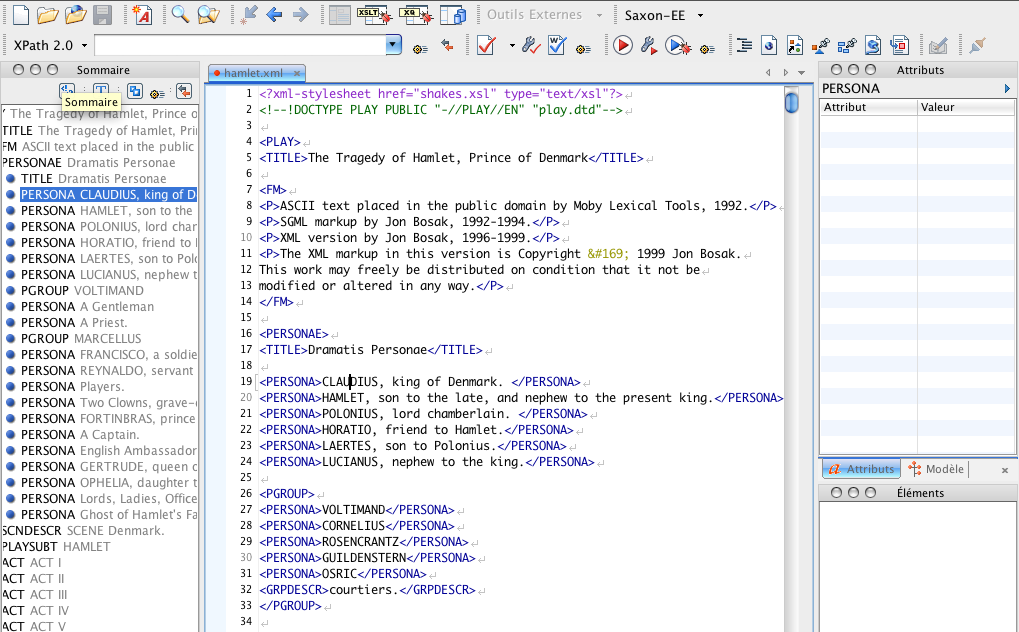 XSLT
XQ
Outils Externes
Saxon-EE
XPath 2.0
Sommaire
Sommaire
The Tragedy of Hamlet, Prince o
TITLE The Tragedy of Hamlet, Pri
FM ASCII text placed in the public
PERSONAE Dramatis Personae
TITLE Dramatis Personae
PERSONA CLAUDIUS, king of D
PERSONA HAMLET, son to the
PERSONA POLONIUS, lord char
PERSONA HORATIO, friend to
PERSONA LAERTES, son to Polo
PERSONA LUCIANUS, nephew t
PGROUP VOLTIMAND
PERSONA A Gentleman
PERSONA A Priest.
PGROUP MARCELLUS
PERSONA FRANCISCO, a soldie
PERSONA REYNALDO, servant
PERSONA Players.
PERSONA Two Clowns, grave-
PERSONA FORTINBRAS, prince
PERSONA A Captain.
PERSONA English Ambassador
PERSONA GERTRUDE, queen o
PERSONA OPHELIA, daughter t
PERSONA Lords, Ladies, Office
PERSONA Ghost of Hamlet's Fa
SCNDESCR SCENE Denmark.
PLAYSUBT HAMLET
ACT ACT I
ACT ACT II
ACT ACT III
ACT ACT IV
ACT ACT V
hamlet.xml
1 <?xml-stylesheet href="shakes.xsl" type="text/xsl"?>
2 <!--!DOCTYPE PLAY PUBLIC "-//PLAY//EN" "play.dtd"-->
3
4 <PLAY>
5 <TITLE>The Tragedy of Hamlet, Prince of Denmark</TITLE>
6
7 <FM>
8 <P>ASCII text placed in the public domain by Moby Lexical Tools, 1992.</P>
9 <P>SGML markup by Jon Bosak, 1992-1994.</P>
10 <P>XML version by Jon Bosak, 1996-1999.</P>
11 <P>The XML markup in this version is Copyright &#169; 1999 Jon Bosak.
12 This work may freely be distributed on condition that it not be
13 modified or altered in any way.</P>
14 </FM>
15
16 <PERSONAE>
17 <TITLE>Dramatis Personae</TITLE>
18
19 <PERSONA>CLAUDIUS, king of Denmark. </PERSONA>
20 <PERSONA>HAMLET, son to the late, and nephew to the present king.</PERSONA>
21 <PERSONA>POLONIUS, lord chamberlain. </PERSONA>
22 <PERSONA>HORATIO, friend to Hamlet.</PERSONA>
23 <PERSONA>LAERTES, son to Polonius.</PERSONA>
24 <PERSONA>LUCIANUS, nephew to the king.</PERSONA>
25
26 <PGROUP>
27 <PERSONA>VOLTIMAND</PERSONA>
28 <PERSONA>CORNELIUS</PERSONA>
29 <PERSONA>ROSENCRANTZ</PERSONA>
30 <PERSONA>GUILDENSTERN</PERSONA>
31 <PERSONA>OSRIC</PERSONA>
32 <GRPDESCR>courtiers.</GRPDESCR>
33 </PGROUP>
34
Attributs
PERSONA
Attribut Valeur
Attributs Modèle
Éléments